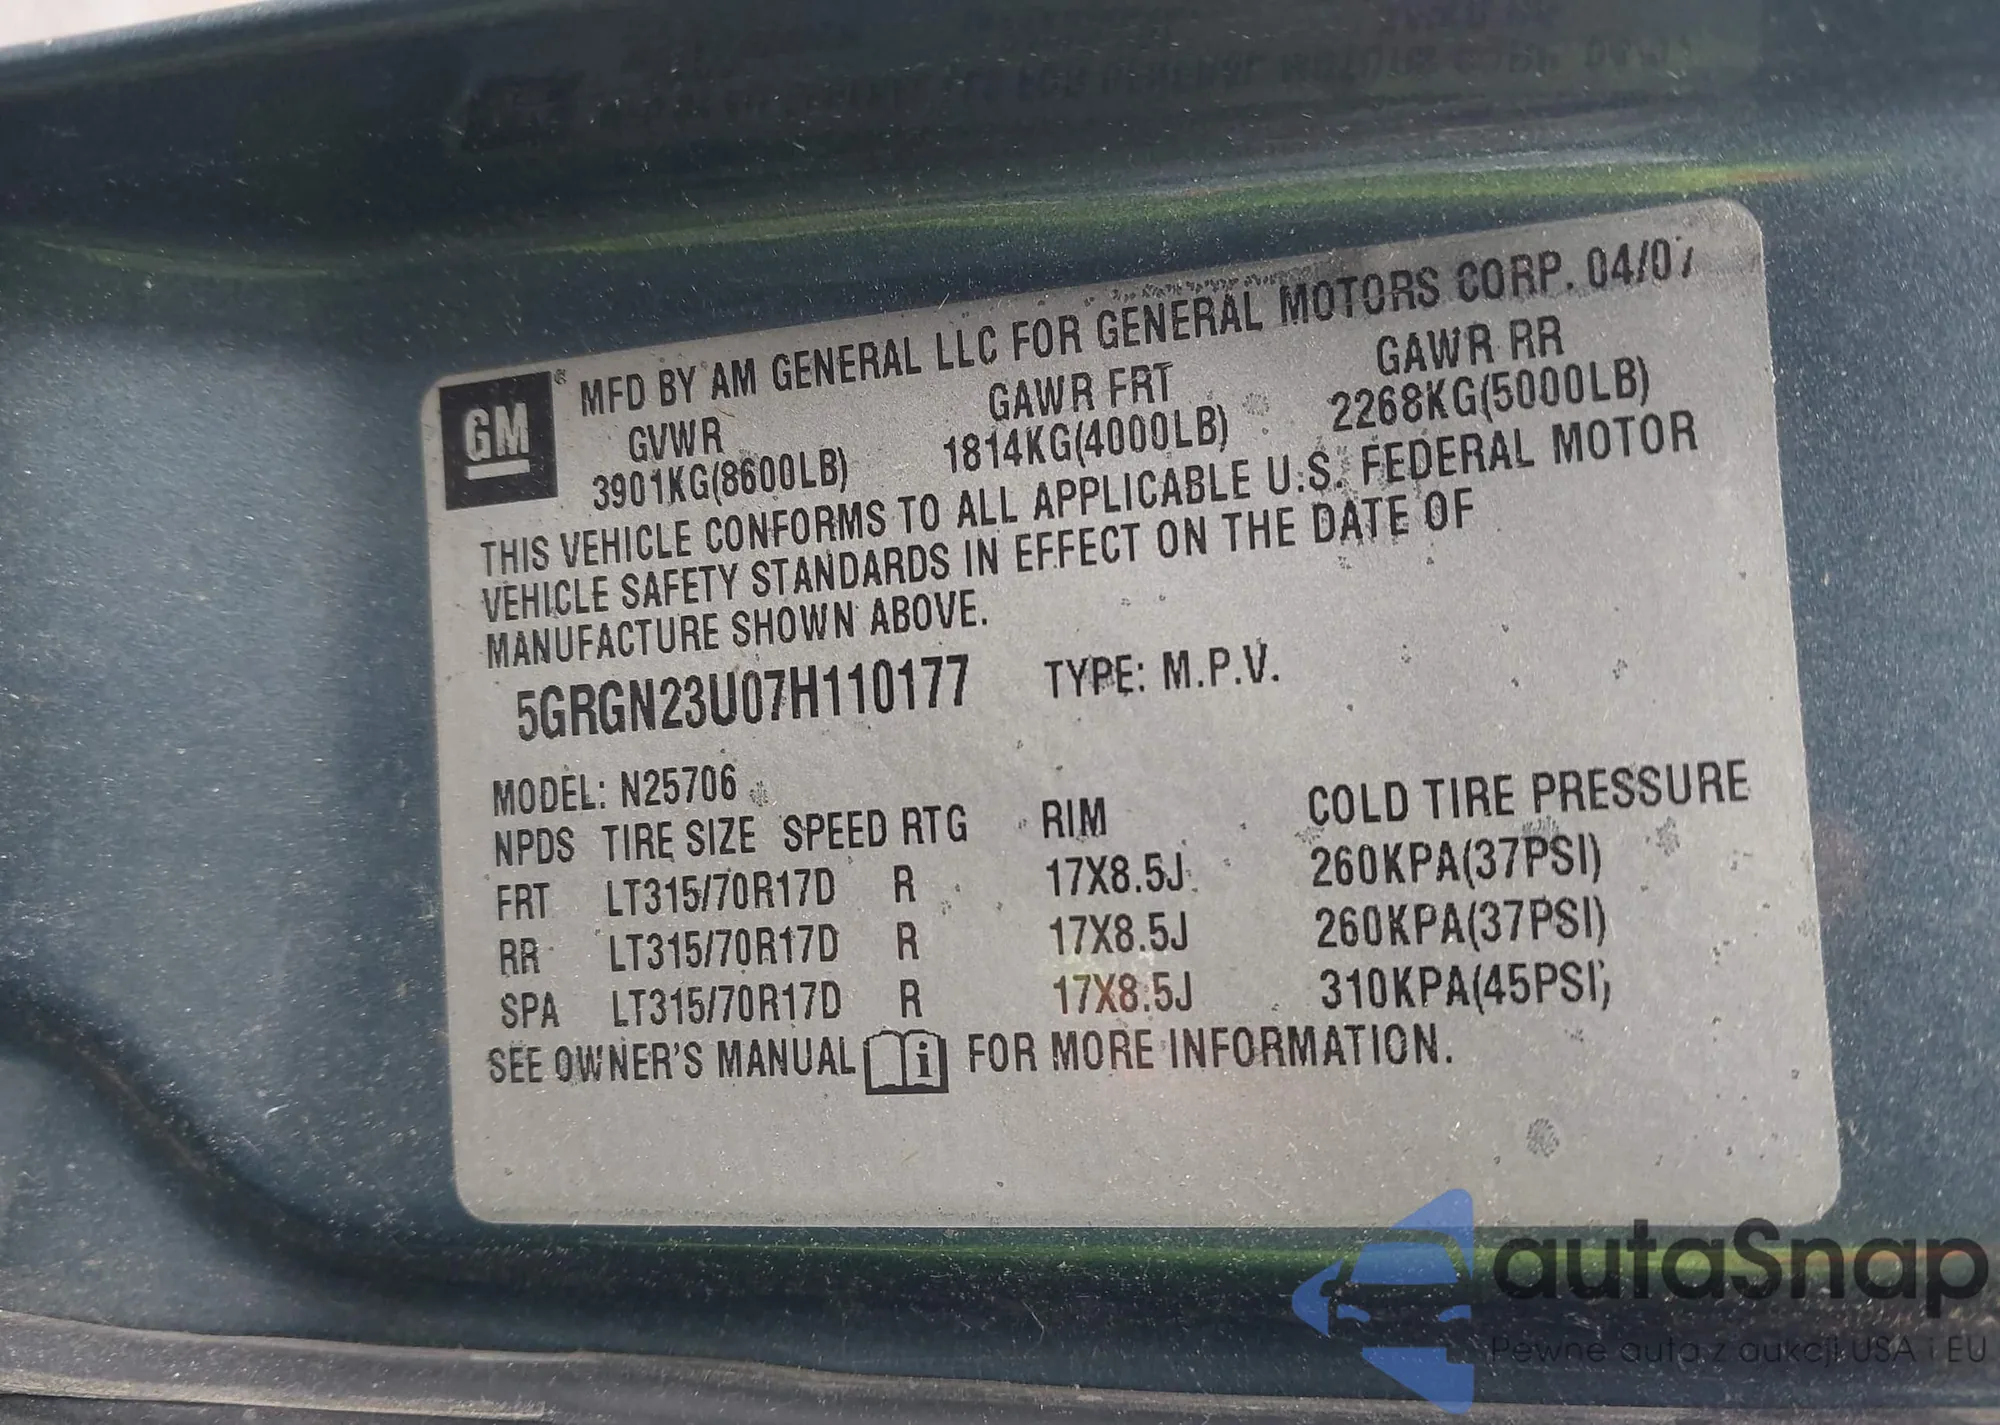 GM ® MFD BY AM GENERAL LLC FOR GENERAL MOTORS CORP. 04/07
GVWR GAWR FRT GAWR RR
3901KG(8600LB) 1814KG(4000LB) 2268KG(5000LB)
THIS VEHICLE CONFORMS TO ALL APPLICABLE U.S. FEDERAL MOTOR
VEHICLE SAFETY STANDARDS IN EFFECT ON THE DATE OF
MANUFACTURE SHOWN ABOVE.
5GRGN23U07H110177 TYPE: M.P.V.
MODEL: N25706
NPDS TIRE SIZE SPEED RTG RIM COLD TIRE PRESSURE
FRT LT315/70R17D R 17X8.5J 260KPA(37PSI)
RR LT315/70R17D R 17X8.5J 260KPA(37PSI)
SPA LT315/70R17D R 17X8.5J 310KPA(45PSI)
SEE OWNER'S MANUAL i FOR MORE INFORMATION.
autaSnap
Pewne auta z aukcji USA i EU